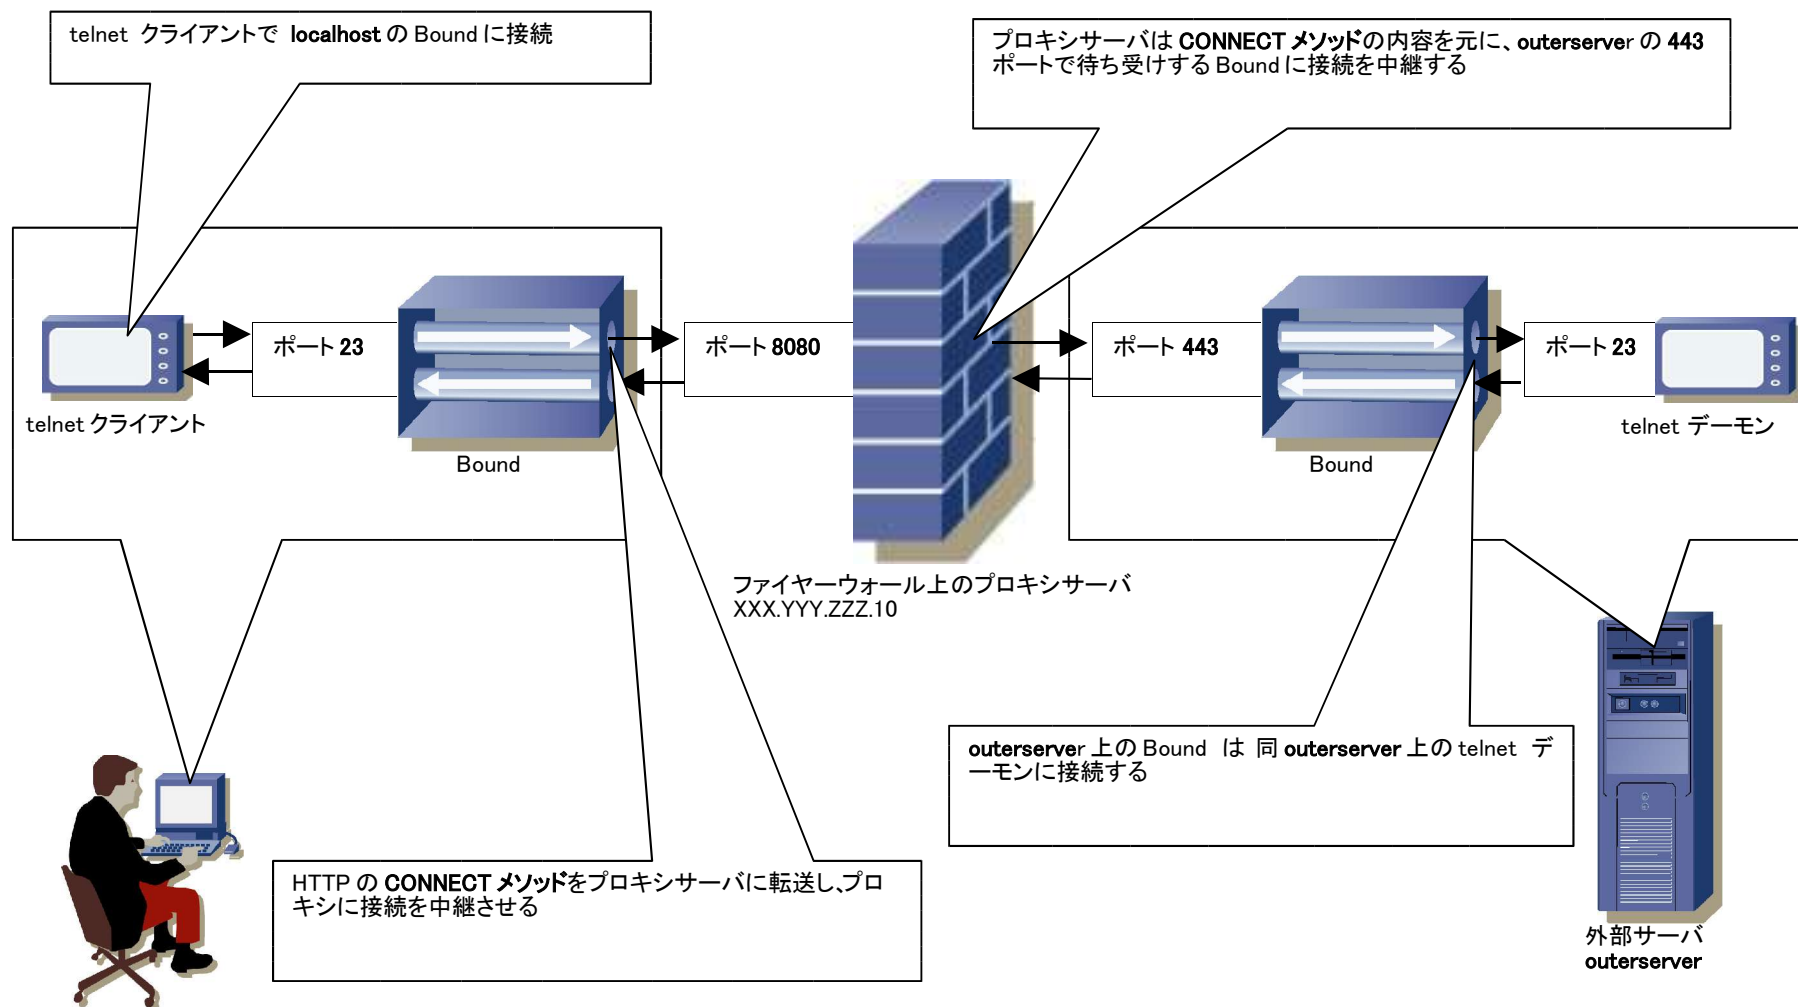 telnet クライアントで localhost の Bound に接続
プロキシサーバは CONNECT メソッドの内容を元に、outerserver の 443
ポートで待ち受けする Bound に接続を中継する
ポート 23
ポート 8080
ポート 443
ポート 23
telnet クライアント
Bound
Bound
telnet デーモン
ファイヤーウォール上のプロキシサーバ
XXX.YYY.ZZZ.10
outerserver 上の Bound は 同 outerserver 上の telnet デ
ーモンに接続する
HTTP の CONNECT メソッドをプロキシサーバに転送し、プロ
キシに接続を中継させる
外部サーバ
outerserver